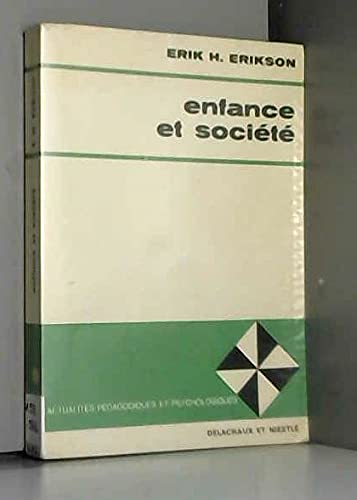 ERIK H. ERIKSON
enfance
et société
ACTUALITÉS PÉDAGOGIQUES ET PSYCHOLOGIQUES
DELACHAUX ET NIESTLÉ